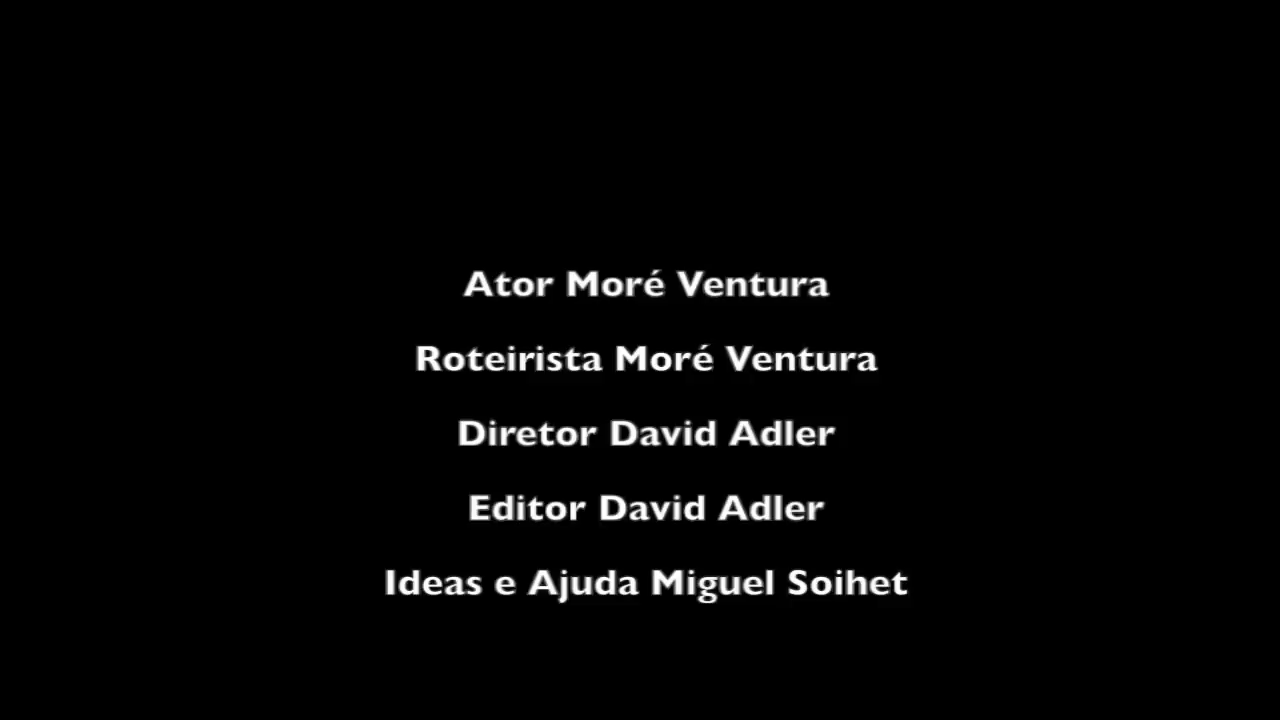 Ator Moré Ventura
Roteirista Moré Ventura
Diretor David Adler
Editor David Adler
Ideas e Ajuda Miguel Soihet